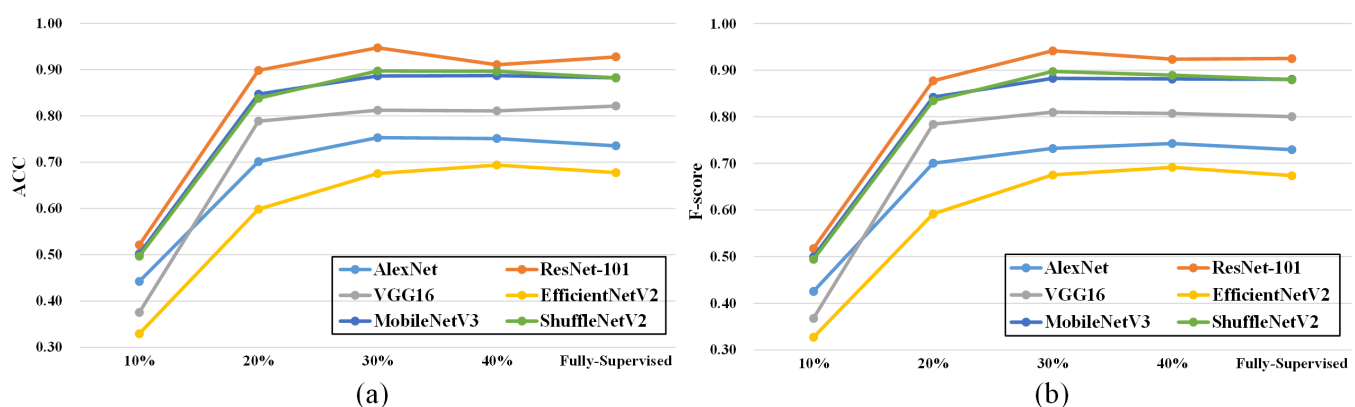 1.00
0.90
0.80
0.70
0.60
0.50
0.40
0.30
ACC
10% 20% 30% 40% Fully-Supervised
AlexNet ResNet-101
VGG16 EfficientNetV2
MobileNetV3 ShuffleNetV2
(a)
1.00
0.90
0.80
0.70
0.60
0.50
0.40
0.30
F-score
10% 20% 30% 40% Fully-Supervised
AlexNet ResNet-101
VGG16 EfficientNetV2
MobileNetV3 ShuffleNetV2
(b)